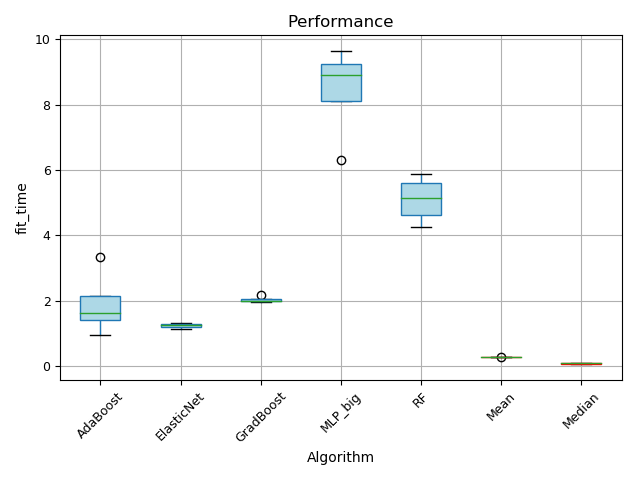 Performance
10
8
6
4
2
0
fit_time
AdaBoost
ElasticNet
GradBoost
MLP_big
RF
Mean
Median
Algorithm